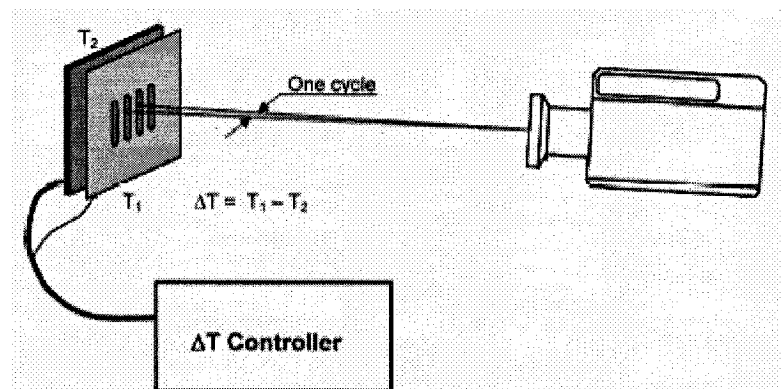 T₂
One cycle
T₁
ΔT = T₁ – T₂
ΔT Controller